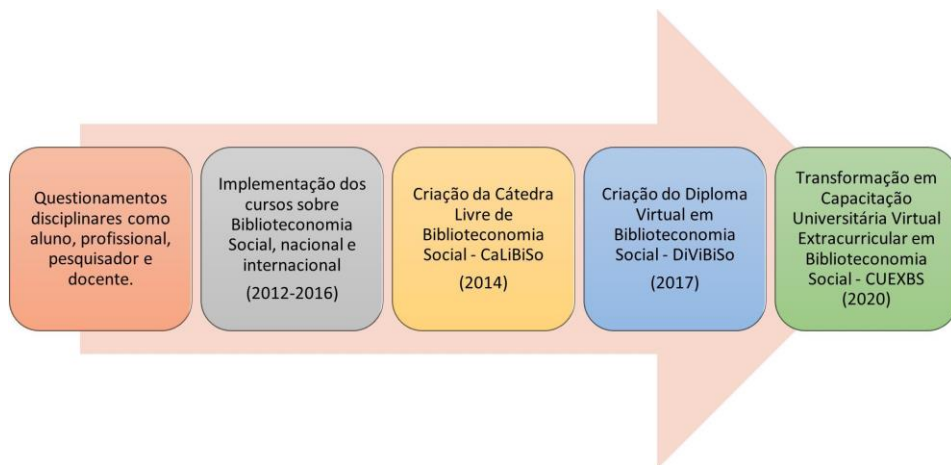 Questionamentos
disciplinares como
aluno, profissional,
pesquisador e
docente.
Implementação dos
cursos sobre
Biblioteconomia
Social, nacional e
internacional
(2012-2016)
Criação da Cátedra
Livre de
Biblioteconomia
Social - CaLiBiSo
(2014)
Criação do Diploma
Virtual em
Biblioteconomia
Social - DiViBiSo
(2017)
Transformação em
Capacitação
Universitária Virtual
Extracurricular em
Biblioteconomia
Social - CUEXBS
(2020)